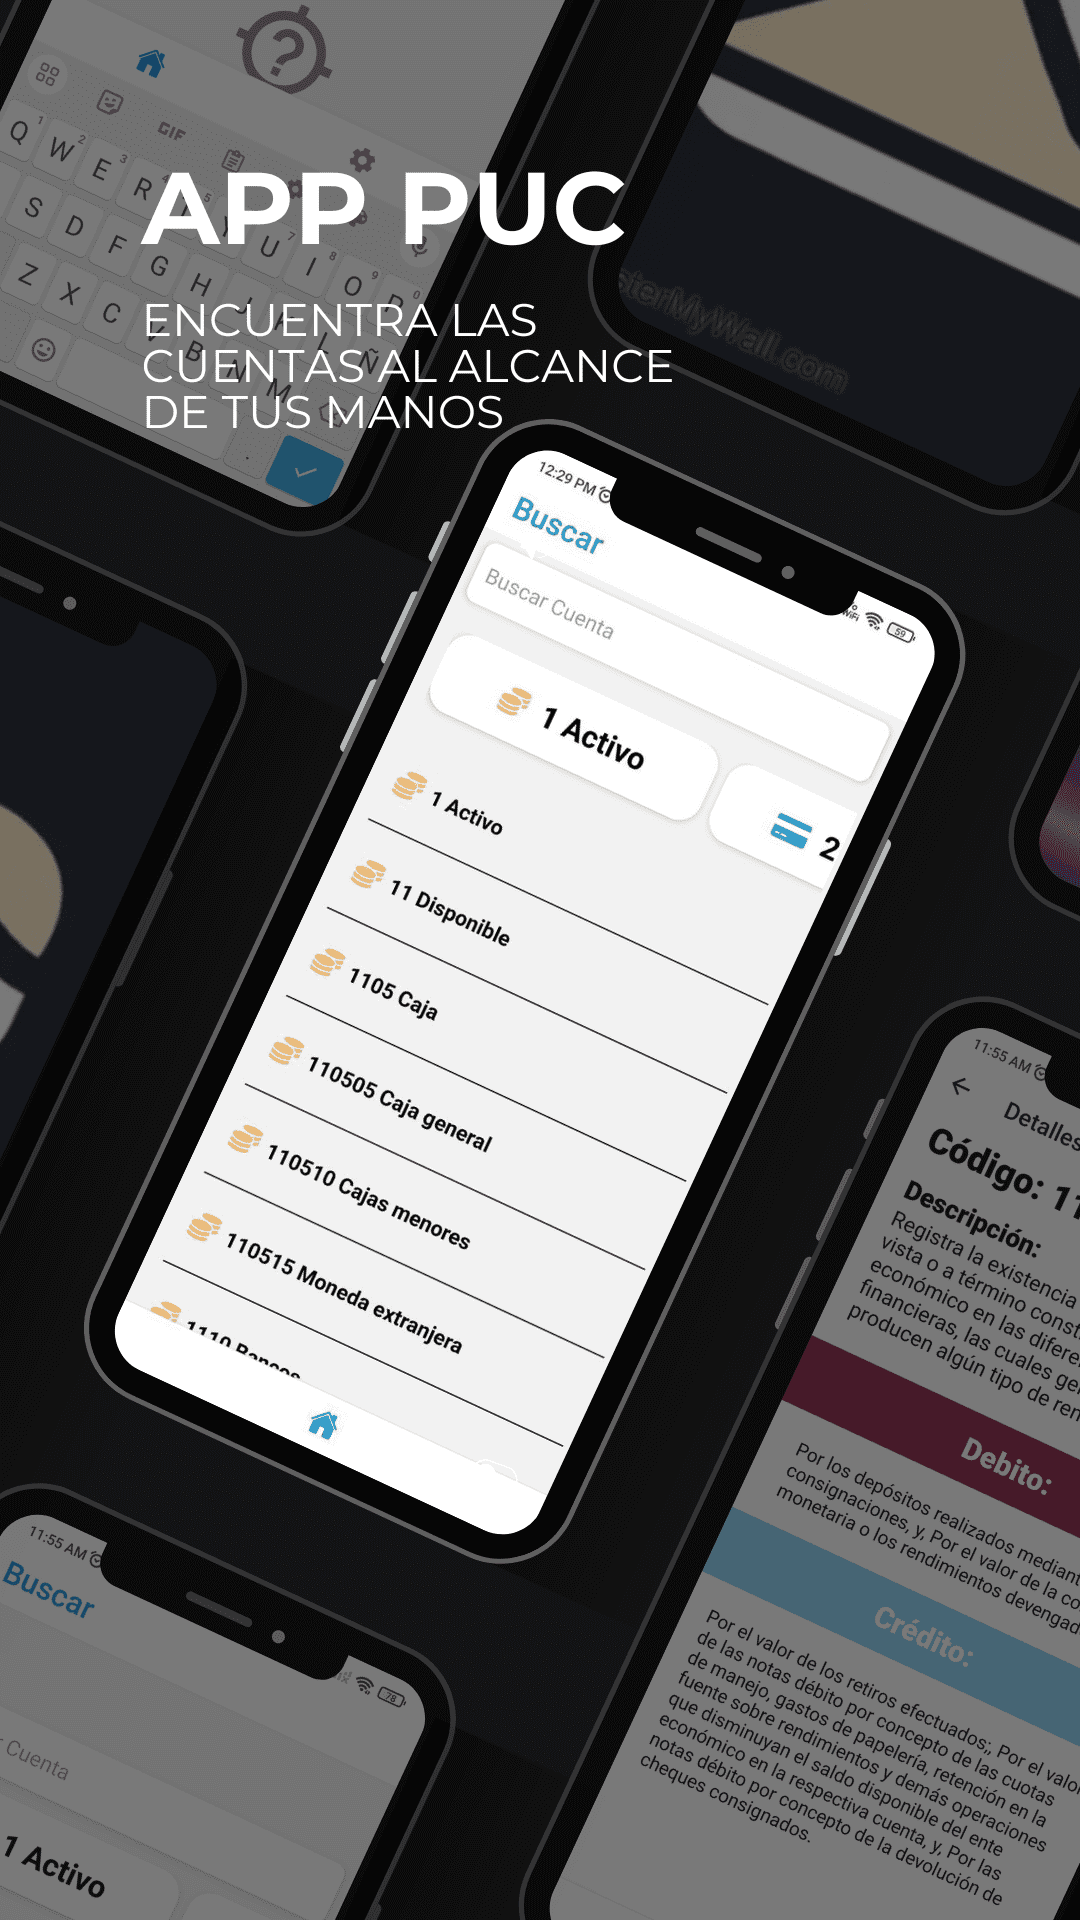 GIF
Q W E R T Y U I O P
S D F G H J K L Ñ
Z X C V B N M
APP PUC
ENCUENTRA LAS
CUENTAS AL ALCANCE
DE TUS MANOS
sterMyWall.com
12:29 PM
WiFi
59
Buscar
Buscar Cuenta
1 Activo
2
1 Activo
11 Disponible
1105 Caja
110505 Caja general
110510 Cajas menores
110515 Moneda extranjera
1110 Bancos
11:55 AM
Detalles
Código: 11
Descripción:
Registra la existencia
vista o a término const
económico en las difere
financieras, las cuales ge
producen algún tipo de ren
Debito:
Por los depósitos realizados mediant
consignaciones, y, Por el valor de la co
monetaria o los rendimientos devengad
Crédito:
Por el valor de los retiros efectuados;, Por el valor
de las notas débito por concepto de las cuotas
de manejo, gastos de papelería, retención en la
fuente sobre rendimientos y demás operaciones
que disminuyan el saldo disponible del ente
económico en la respectiva cuenta, y, Por las
notas débito por concepto de la devolución de
cheques consignados.
11:55 AM
78
Buscar
r Cuenta
1 Activo